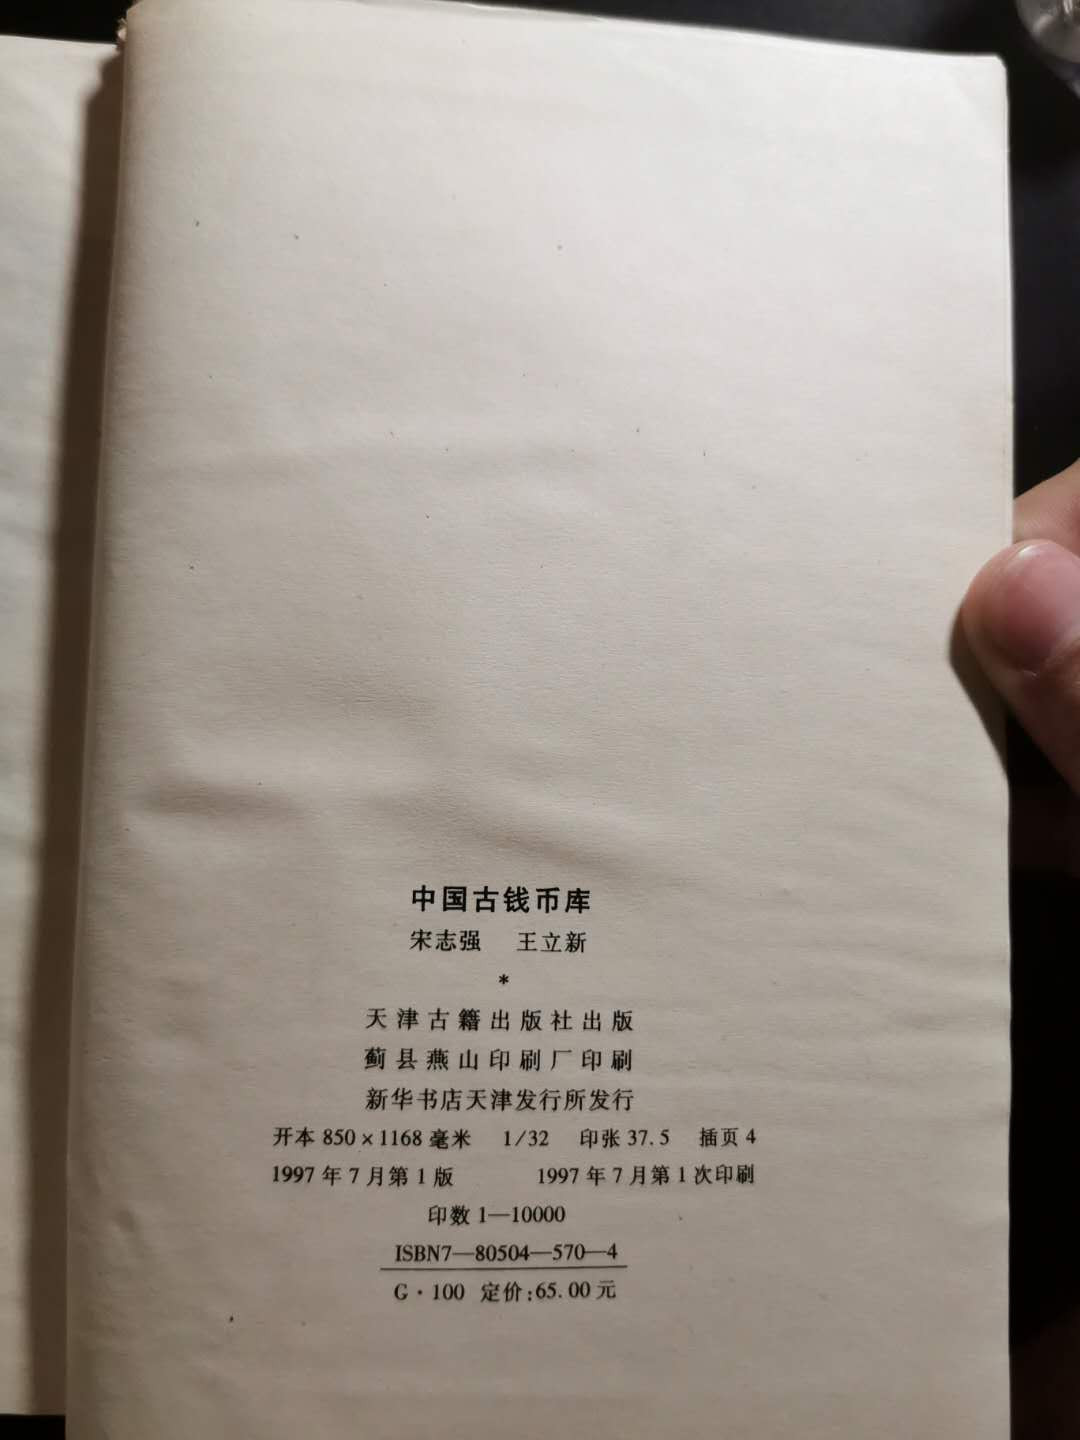 中国古钱币库
宋志强 王立新
*
天津古籍出版社出版
蓟县燕山印刷厂印刷
新华书店天津发行所发行
开本 850×1168 毫米 1/32 印张 37.5 插页 4
1997 年 7 月第 1 版 1997 年 7 月第 1 次印刷
印数 1—10000
ISBN7—80504—570—4
G·100 定价:65.00 元